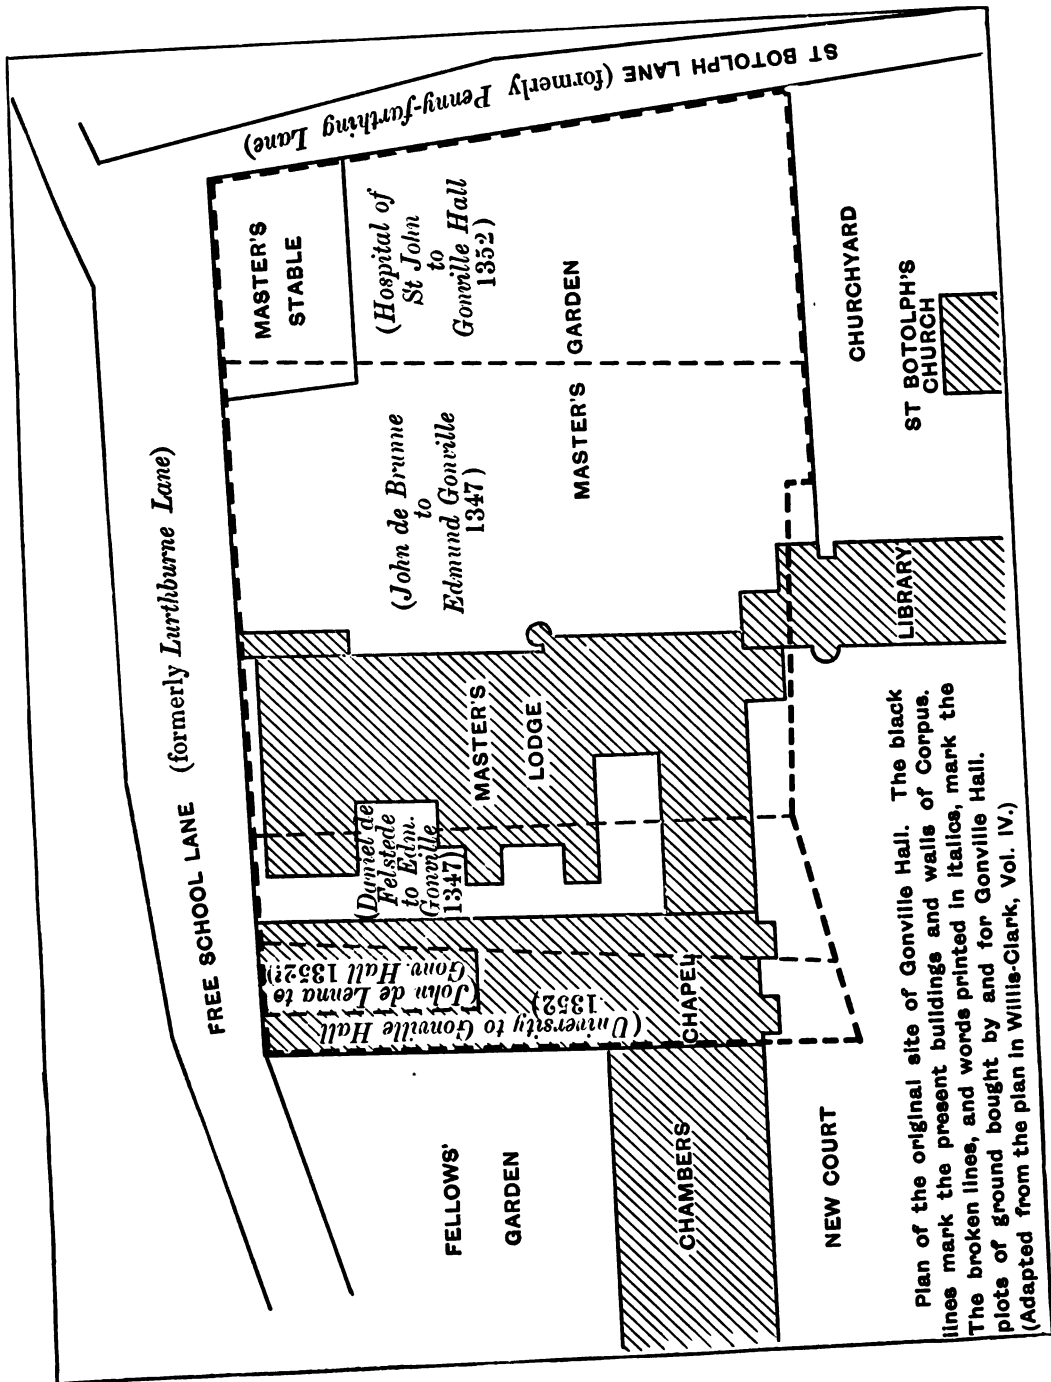 FREE SCHOOL LANE (formerly Lurthburne Lane)
ST BOTOLPH LANE (formerly Penny-farthing Lane)
MASTER'S
STABLE
(Hospital of
St John
to
Gonville Hall
1352)
(John de Brunne
to
Edmund Gonville
1347)
MASTER'S GARDEN
(Daniel de
Felstede
to Edm.
Gonville
1347)
(John de Lenna to
Gonv. Hall 1352?)
(University to Gonville Hall
1352)
MASTER'S
LODGE
CHAPEL
FELLOWS'
GARDEN
CHAMBERS
NEW COURT
LIBRARY
CHURCHYARD
ST BOTOLPH'S
CHURCH
Plan of the original site of Gonville Hall. The black
lines mark the present buildings and walls of Corpus.
The broken lines, and words printed in italics, mark the
plots of ground bought by and for Gonville Hall.
(Adapted from the plan in Willis-Clark, Vol. IV.)